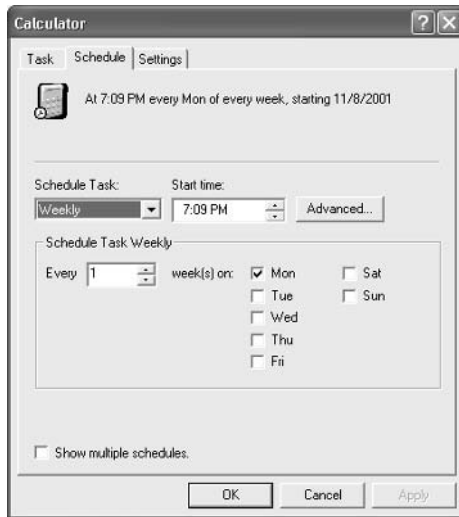 Calculator
Task Schedule Settings
At 7:09 PM every Mon of every week, starting 11/8/2001
Schedule Task: Start time:
Weekly 7:09 PM Advanced...
Schedule Task Weekly
Every 1 week(s) on: Mon Sat
Tue Sun
Wed
Thu
Fri
Show multiple schedules.
OK Cancel Apply